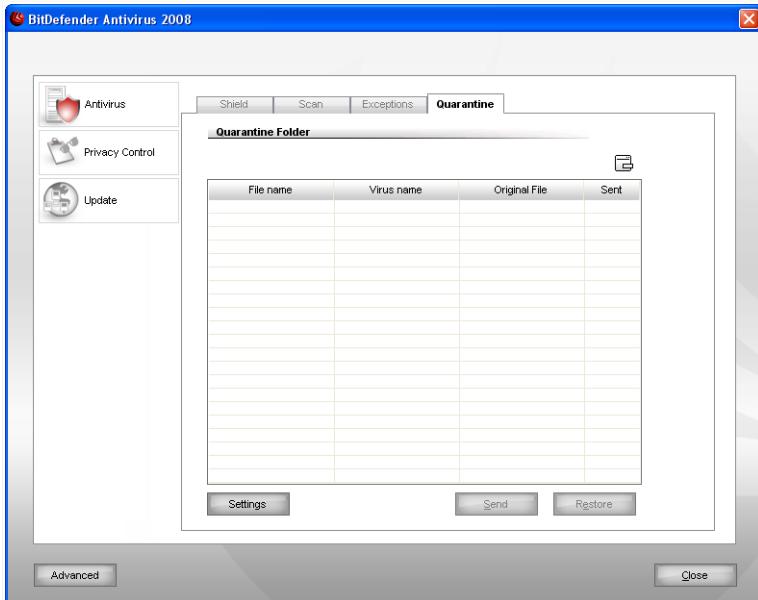 BitDefender Antivirus 2008
Antivirus
Privacy Control
Update
Shield Scan Exceptions Quarantine
Quarantine Folder
File name Virus name Original File Sent
Settings Send Restore
Advanced Close